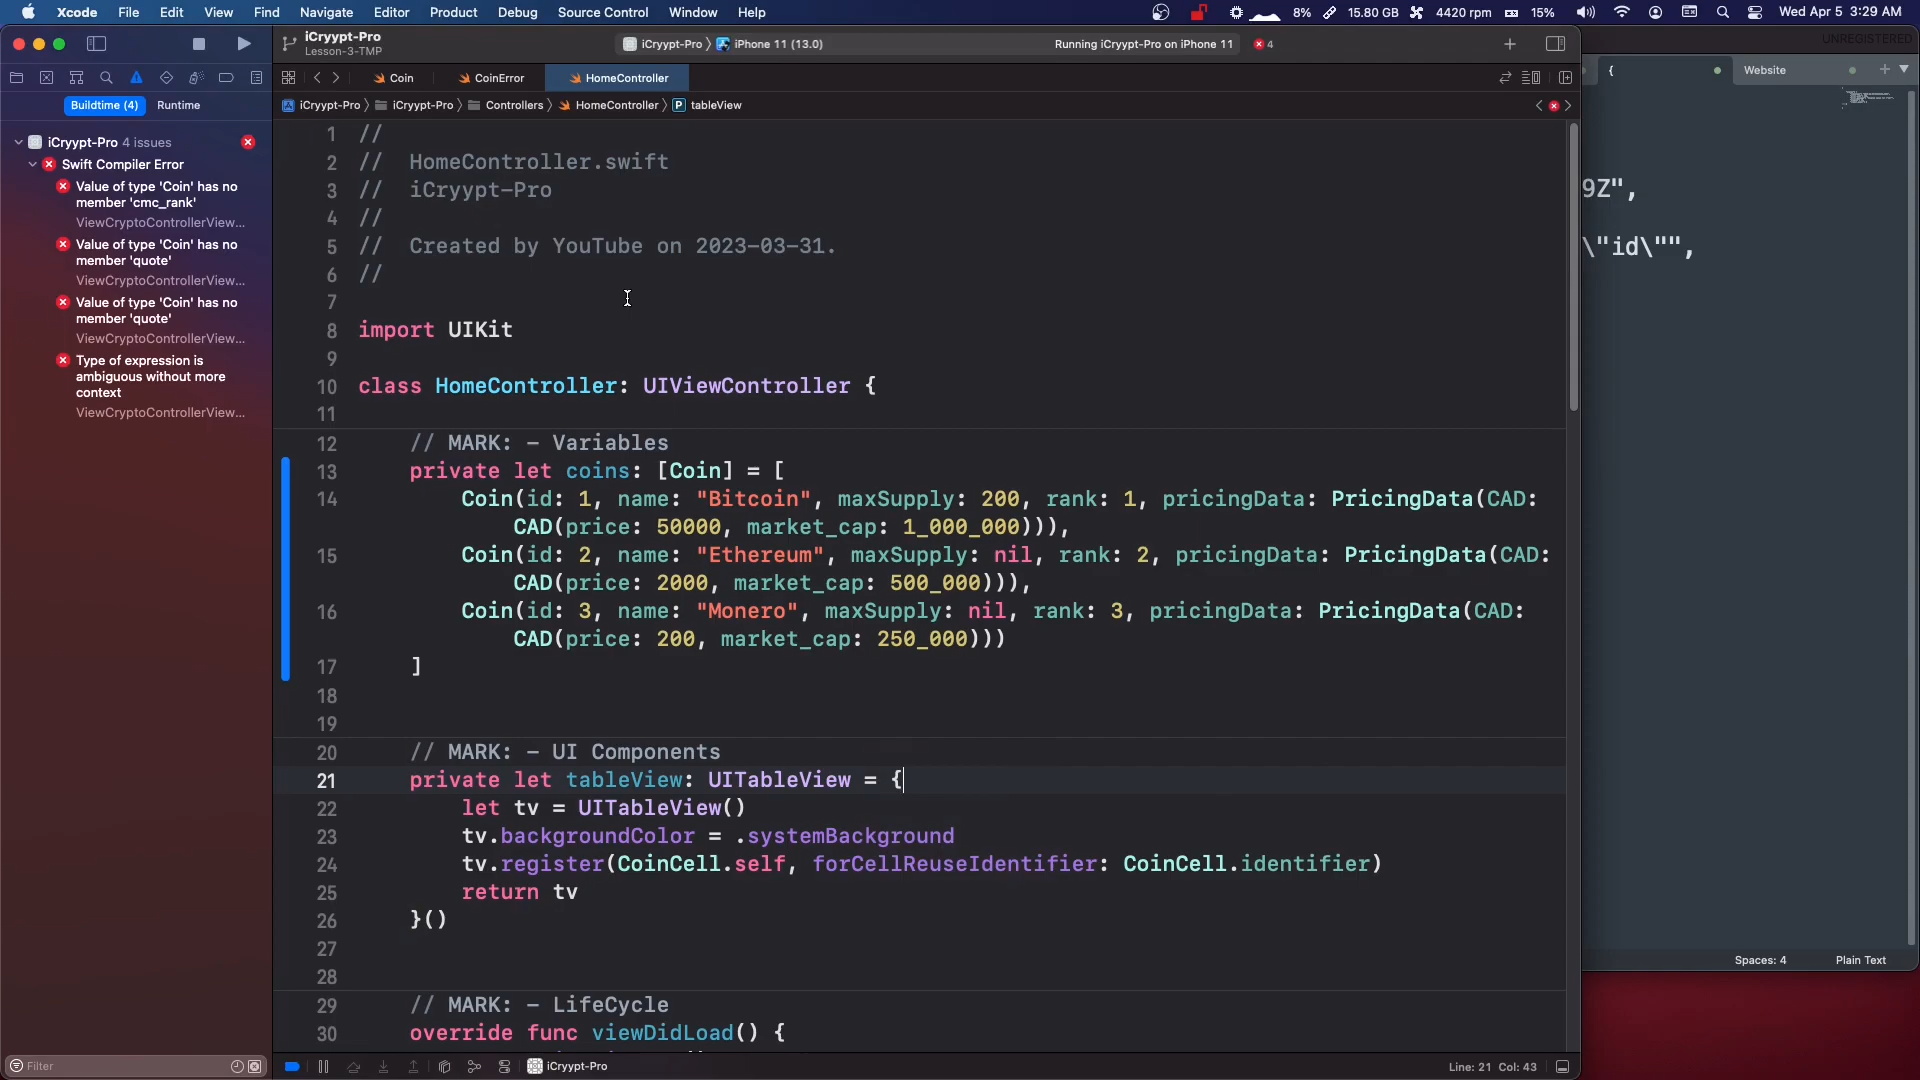 Xcode File Edit View Find Navigate Editor Product Debug Source Control Window Help
8% 15.80 GB 4420 rpm 15% Wed Apr 5 3:29 AM
iCryypt-Pro
Lesson-3-TMP
iCryypt-Pro iPhone 11 (13.0) Running iCryypt-Pro on iPhone 11 4
UNREGISTERED
Coin CoinError HomeController
{ Website
Buildtime (4) Runtime
iCryypt-Pro iCryypt-Pro Controllers HomeController P tableView
iCryypt-Pro 4 issues
Swift Compiler Error
Value of type 'Coin' has no
member 'cmc_rank'
ViewCryptoControllerView...
Value of type 'Coin' has no
member 'quote'
ViewCryptoControllerView...
Value of type 'Coin' has no
member 'quote'
ViewCryptoControllerView...
Type of expression is
ambiguous without more
context
ViewCryptoControllerView...
1 //
2 // HomeController.swift
3 // iCryypt-Pro
4 //
5 // Created by YouTube on 2023-03-31.
6 //
7
8 import UIKit
9
10 class HomeController: UIViewController {
11
12 // MARK: - Variables
13 private let coins: [Coin] = [
14 Coin(id: 1, name: "Bitcoin", maxSupply: 200, rank: 1, pricingData: PricingData(CAD:
CAD(price: 50000, market_cap: 1_000_000))),
15 Coin(id: 2, name: "Ethereum", maxSupply: nil, rank: 2, pricingData: PricingData(CAD:
CAD(price: 2000, market_cap: 500_000))),
16 Coin(id: 3, name: "Monero", maxSupply: nil, rank: 3, pricingData: PricingData(CAD:
CAD(price: 200, market_cap: 250_000)))
17 ]
18
19
20 // MARK: - UI Components
21 private let tableView: UITableView = {
22 let tv = UITableView()
23 tv.backgroundColor = .systemBackground
24 tv.register(CoinCell.self, forCellReuseIdentifier: CoinCell.identifier)
25 return tv
26 }()
27
28
29 // MARK: - LifeCycle
30 override func viewDidLoad() {
9Z",
\"id\"",
Spaces: 4 Plain Text
Filter
iCryypt-Pro
Line: 21 Col: 43